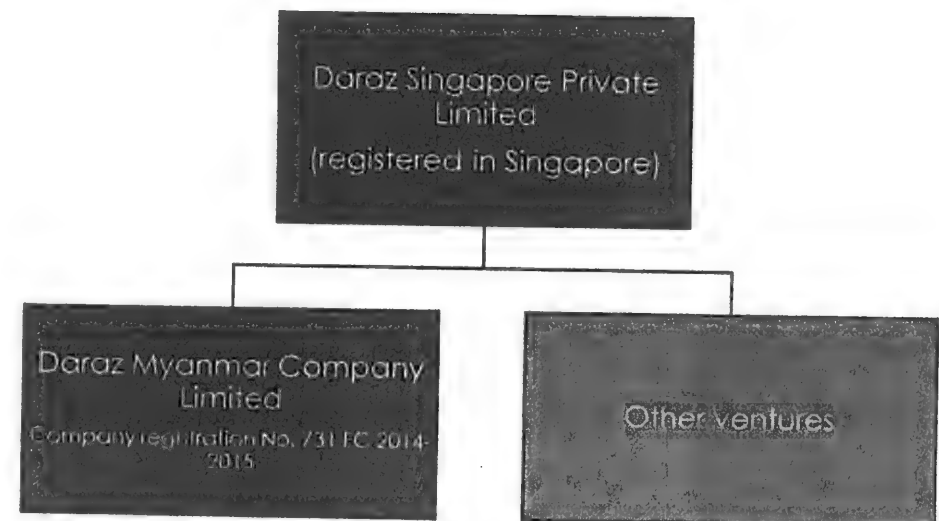 Daraz Singapore Private
Limited
(registered in Singapore)
Daraz Myanmar Company
Limited
Company registration No. 731 FC 2014-
2015
Other ventures